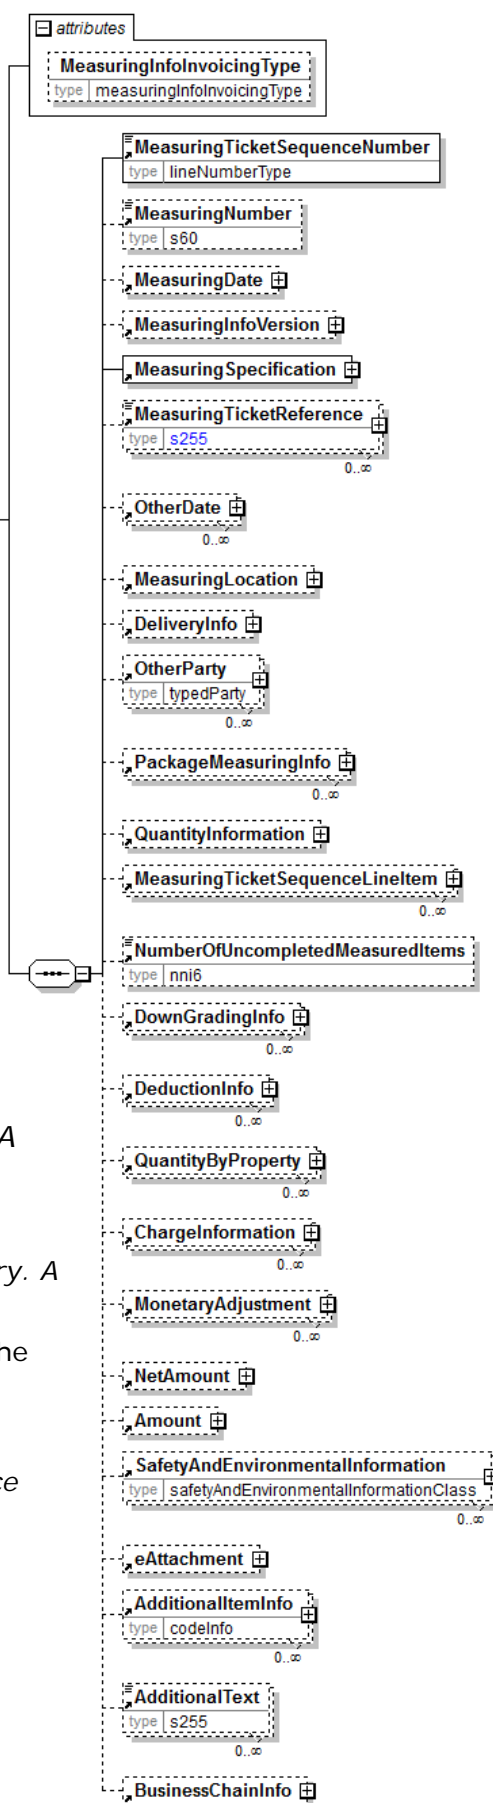 attributes
MeasuringInfoInvoicingType
type measuringInfoInvoicingType
MeasuringTicketSequenceNumber
type lineNumberType
MeasuringNumber
type s60
MeasuringDate
MeasuringInfoVersion
MeasuringSpecification
MeasuringTicketReference
type s255
0..∞
OtherDate
0..∞
MeasuringLocation
DeliveryInfo
OtherParty
type typedParty
0..∞
PackageMeasuringInfo
0..∞
QuantityInformation
MeasuringTicketSequenceLineItem
0..∞
NumberOfUncompletedMeasuredItems
type nni6
DownGradingInfo
0..∞
DeductionInfo
0..∞
A
QuantityByProperty
0..∞
ChargeInformation
0..∞
ry. A
MonetaryAdjustment
0..∞
he
NetAmount
Amount
SafetyAndEnvironmentalInformation
ce
type safetyAndEnvironmentalInformationClass
0..∞
eAttachment
AdditionalItemInfo
type codeInfo
0..∞
AdditionalText
type s255
0..∞
BusinessChainInfo